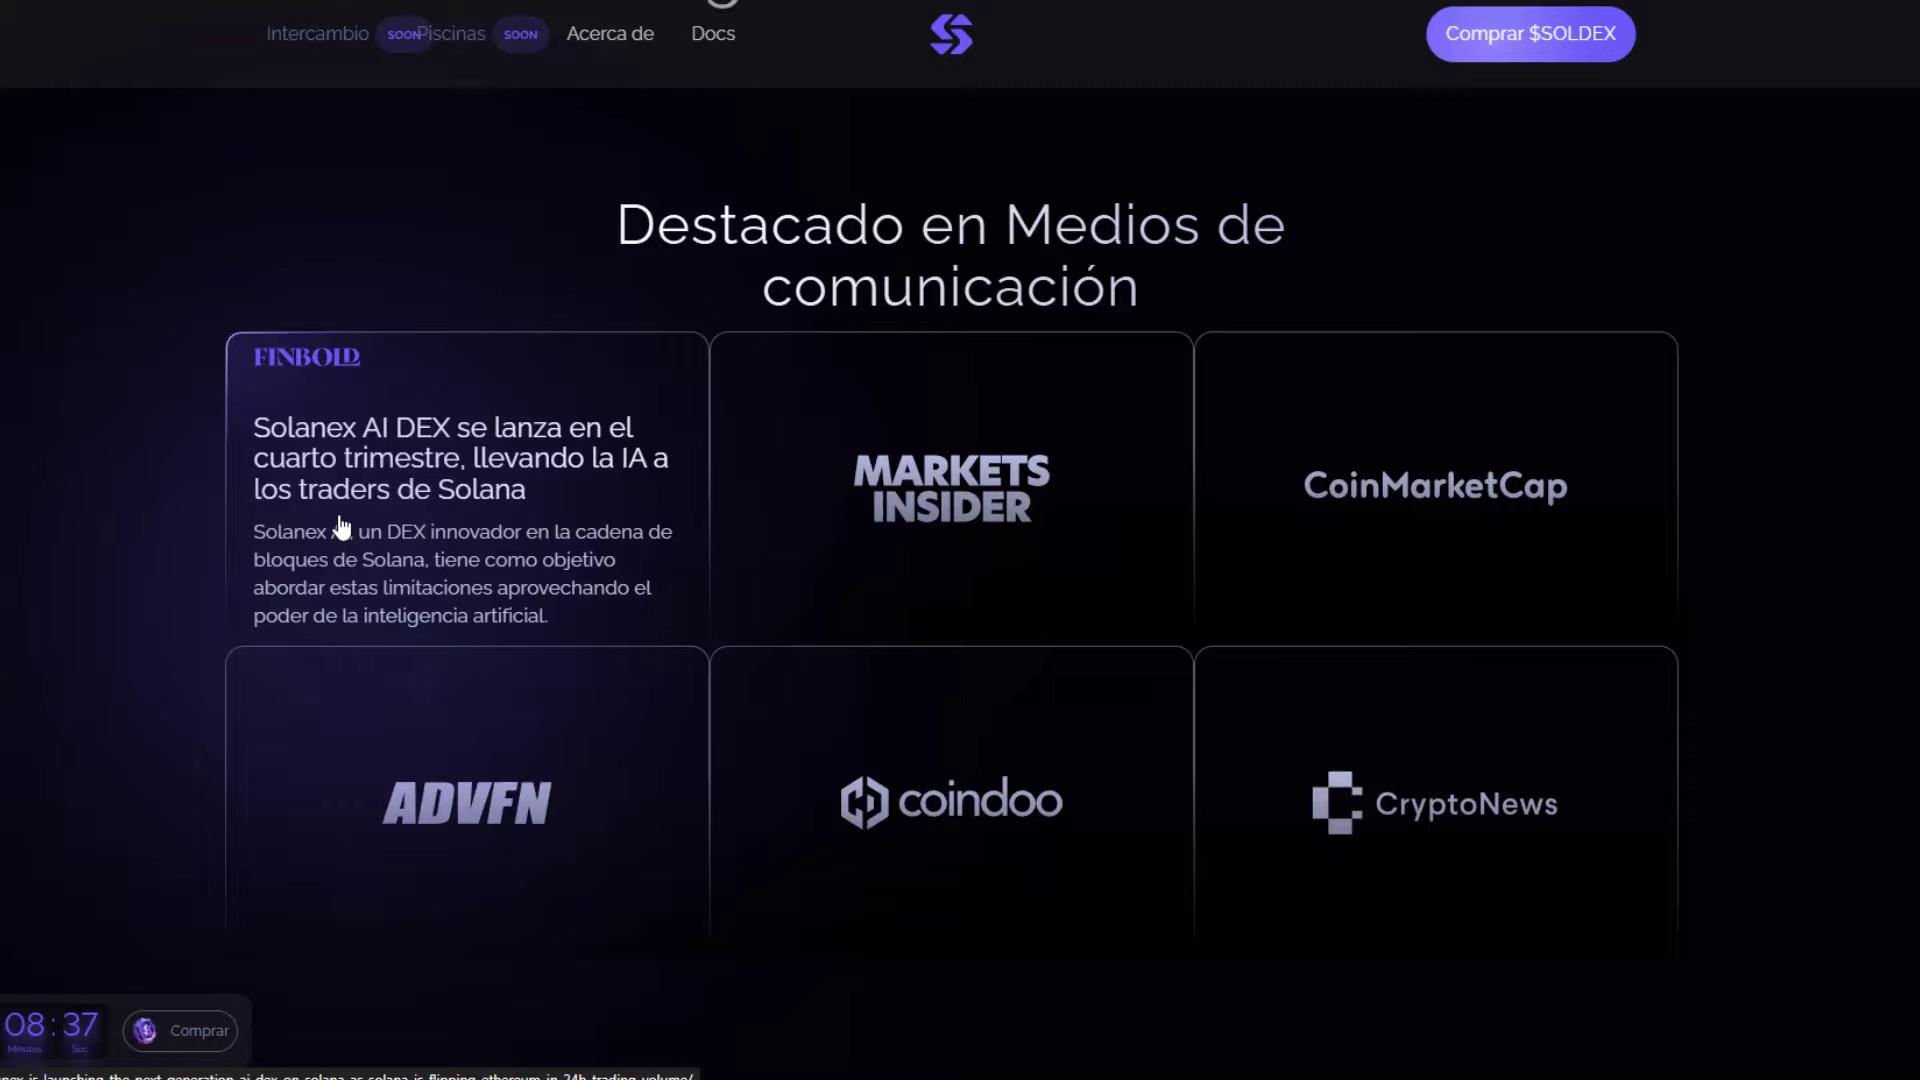 Intercambio SOON Piscinas SOON Acerca de Docs
Comprar $SOLDEX
Destacado en Medios de
comunicación
FINBOLD
Solanex AI DEX se lanza en el
cuarto trimestre, llevando la IA a
los traders de Solana
Solanex un DEX innovador en la cadena de
bloques de Solana, tiene como objetivo
abordar estas limitaciones aprovechando el
poder de la inteligencia artificial.
MARKETS
INSIDER
CoinMarketCap
ADVFN
coindoo
CryptoNews
08 : 37
Minutos Sec
Comprar